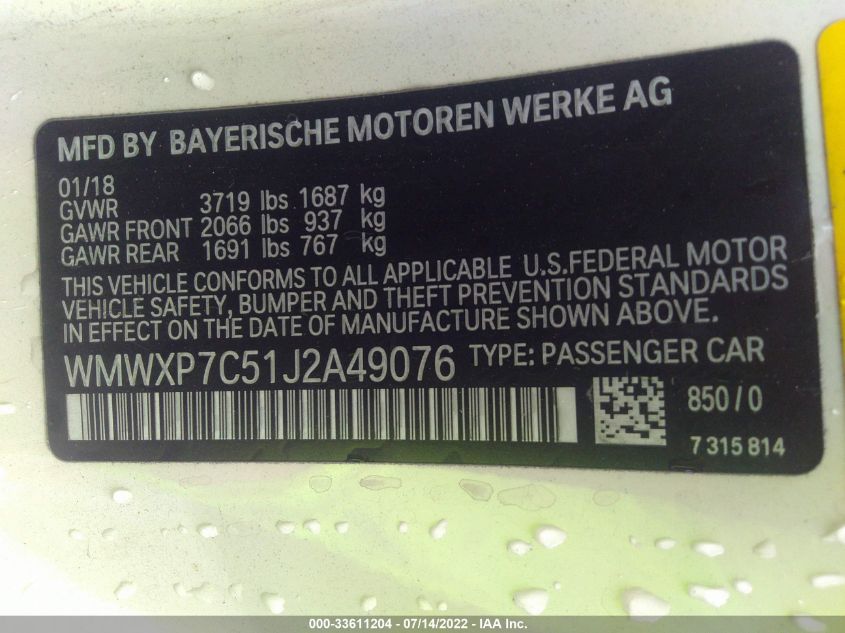 MFD BY BAYERISCHE MOTOREN WERKE AG
01/18
GVWR 3719 lbs 1687 kg
GAWR FRONT 2066 lbs 937 kg
GAWR REAR 1691 lbs 767 kg
THIS VEHICLE CONFORMS TO ALL APPLICABLE U.S.FEDERAL MOTOR
VEHICLE SAFETY, BUMPER AND THEFT PREVENTION STANDARDS
IN EFFECT ON THE DATE OF MANUFACTURE SHOWN ABOVE.
WMWXP7C51J2A49076 TYPE: PASSENGER CAR
850/0
7 315 814
000-33611204 - 07/14/2022 - IAA Inc.